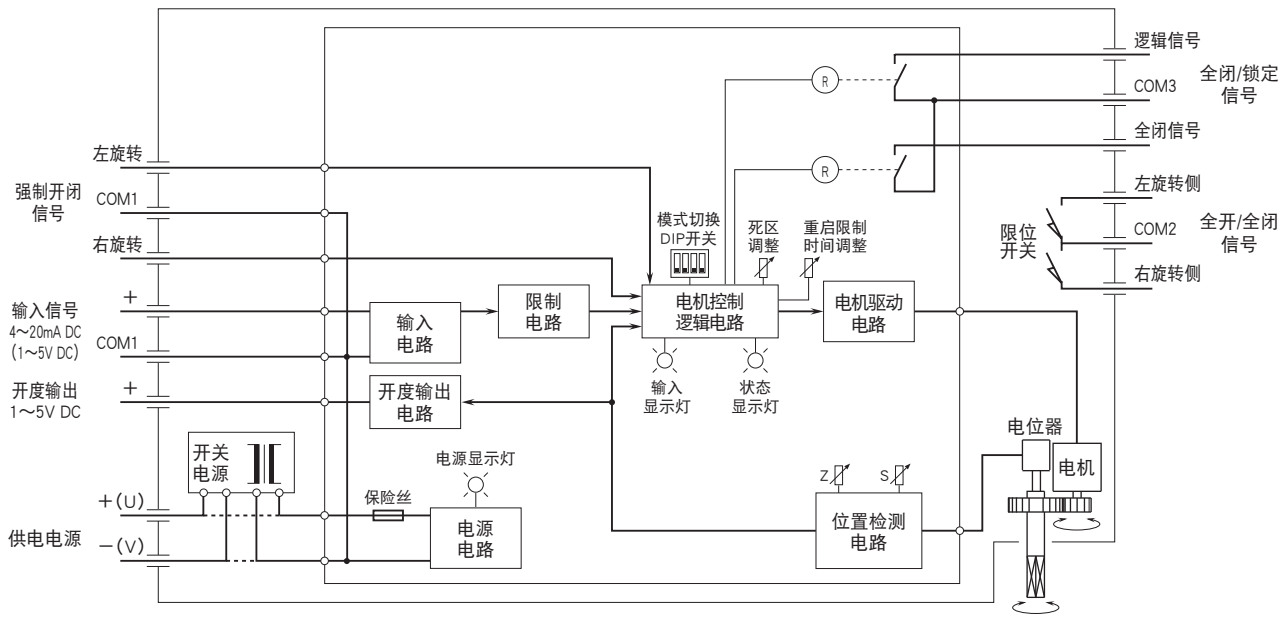 逻辑信号
COM3
全闭/锁定
信号
全闭信号
R
R
左旋转
强制开闭
信号
COM1
右旋转
左旋转侧
限位
开关
COM2
全开/全闭
信号
右旋转侧
模式切换
DIP开关
死区
调整
重启限制
时间调整
+
输入信号
4～20mA DC
(1～5V DC)
COM1
输入
电路
限制
电路
电机控制
逻辑电路
电机驱动
电路
输入
显示灯
状态
显示灯
+
开度输出
1～5V DC
开度输出
电路
开关
电源
电源显示灯
保险丝
电源
电路
+(U)
供电电源
－(V)
Z
S
位置检测
电路
电位器
电机